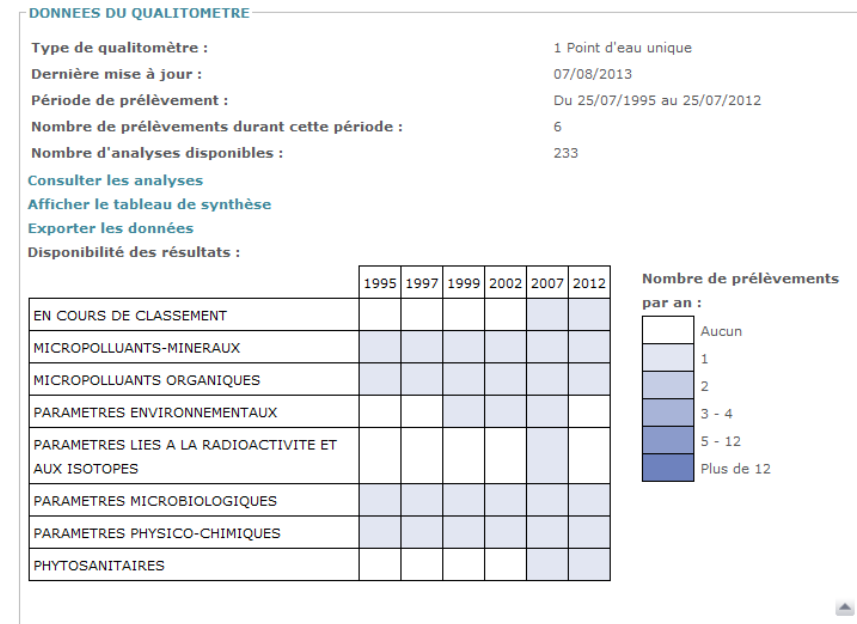 DONNEES DU QUALITOMETRE
Type de qualitomètre : 1 Point d'eau unique
Dernière mise à jour : 07/08/2013
Période de prélèvement : Du 25/07/1995 au 25/07/2012
Nombre de prélèvements durant cette période : 6
Nombre d'analyses disponibles : 233
Consulter les analyses
Afficher le tableau de synthèse
Exporter les données
Disponibilité des résultats :
1995 1997 1999 2002 2007 2012
EN COURS DE CLASSEMENT
MICROPOLLUANTS-MINERAUX
MICROPOLLUANTS ORGANIQUES
PARAMETRES ENVIRONNEMENTAUX
PARAMETRES LIES A LA RADIOACTIVITE ET
AUX ISOTOPES
PARAMETRES MICROBIOLOGIQUES
PARAMETRES PHYSICO-CHIMIQUES
PHYTOSANITAIRES
Nombre de prélèvements
par an :
Aucun
1
2
3 - 4
5 - 12
Plus de 12